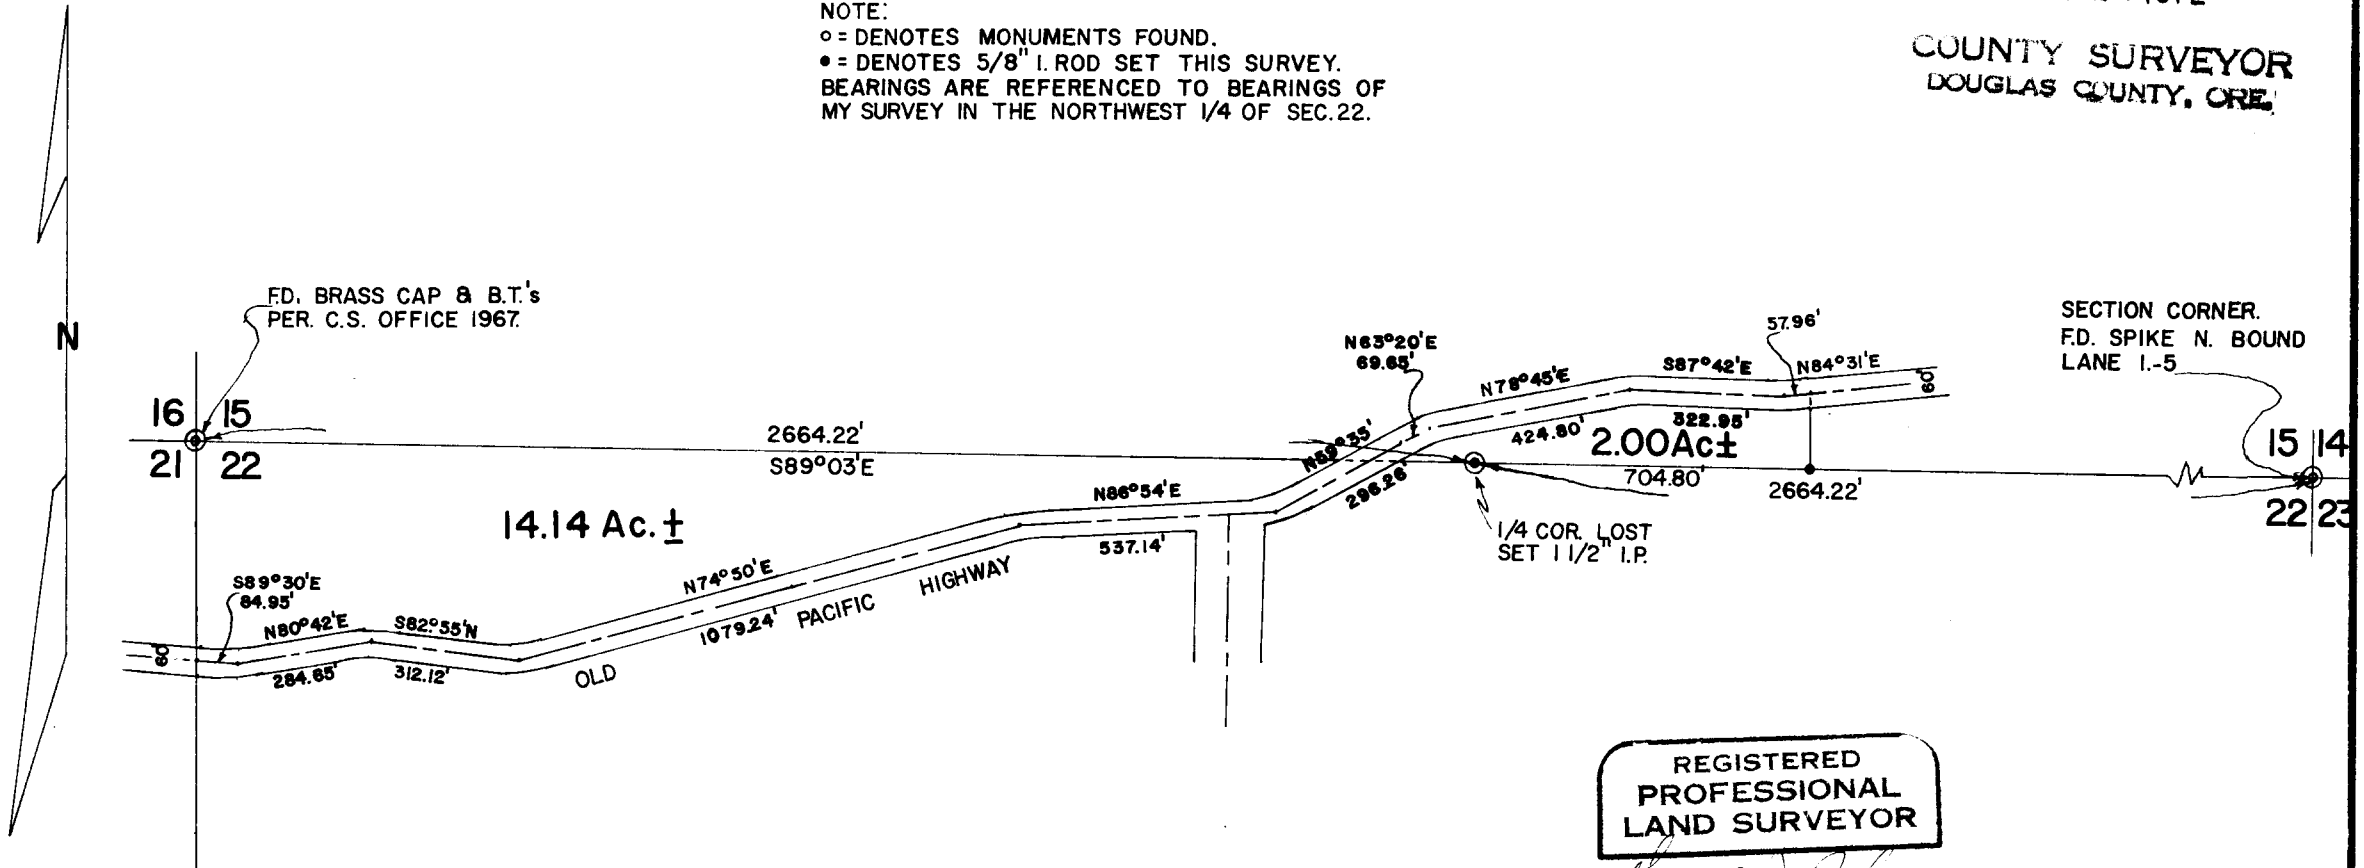 NOTE:
o = DENOTES MONUMENTS FOUND.
● = DENOTES 5/8" I. ROD SET THIS SURVEY.
BEARINGS ARE REFERENCED TO BEARINGS OF
MY SURVEY IN THE NORTHWEST 1/4 OF SEC. 22.
COUNTY SURVEYOR
DOUGLAS COUNTY, ORE.
N
F.D. BRASS CAP & B.T.'s
PER. C.S. OFFICE 1967.
16 15
21 22
2664.22'
S89°03'E
14.14 Ac. ±
S89°30'E
84.95'
60'
N80°42'E
284.65'
S82°55'N
312.12'
N74°50'E
1079.24'
OLD PACIFIC HIGHWAY
N86°54'E
537.14'
N59°35'
296.26'
N63°20'E
69.65'
N78°45'E
424.80'
S87°42'E
322.95'
57.96'
N84°31'E
60'
2.00Ac±
704.80'
2664.22'
1/4 COR. LOST
SET 1 1/2" I.P.
SECTION CORNER.
F.D. SPIKE N. BOUND
LANE I.-5
15 14
22 23
REGISTERED
PROFESSIONAL
LAND SURVEYOR